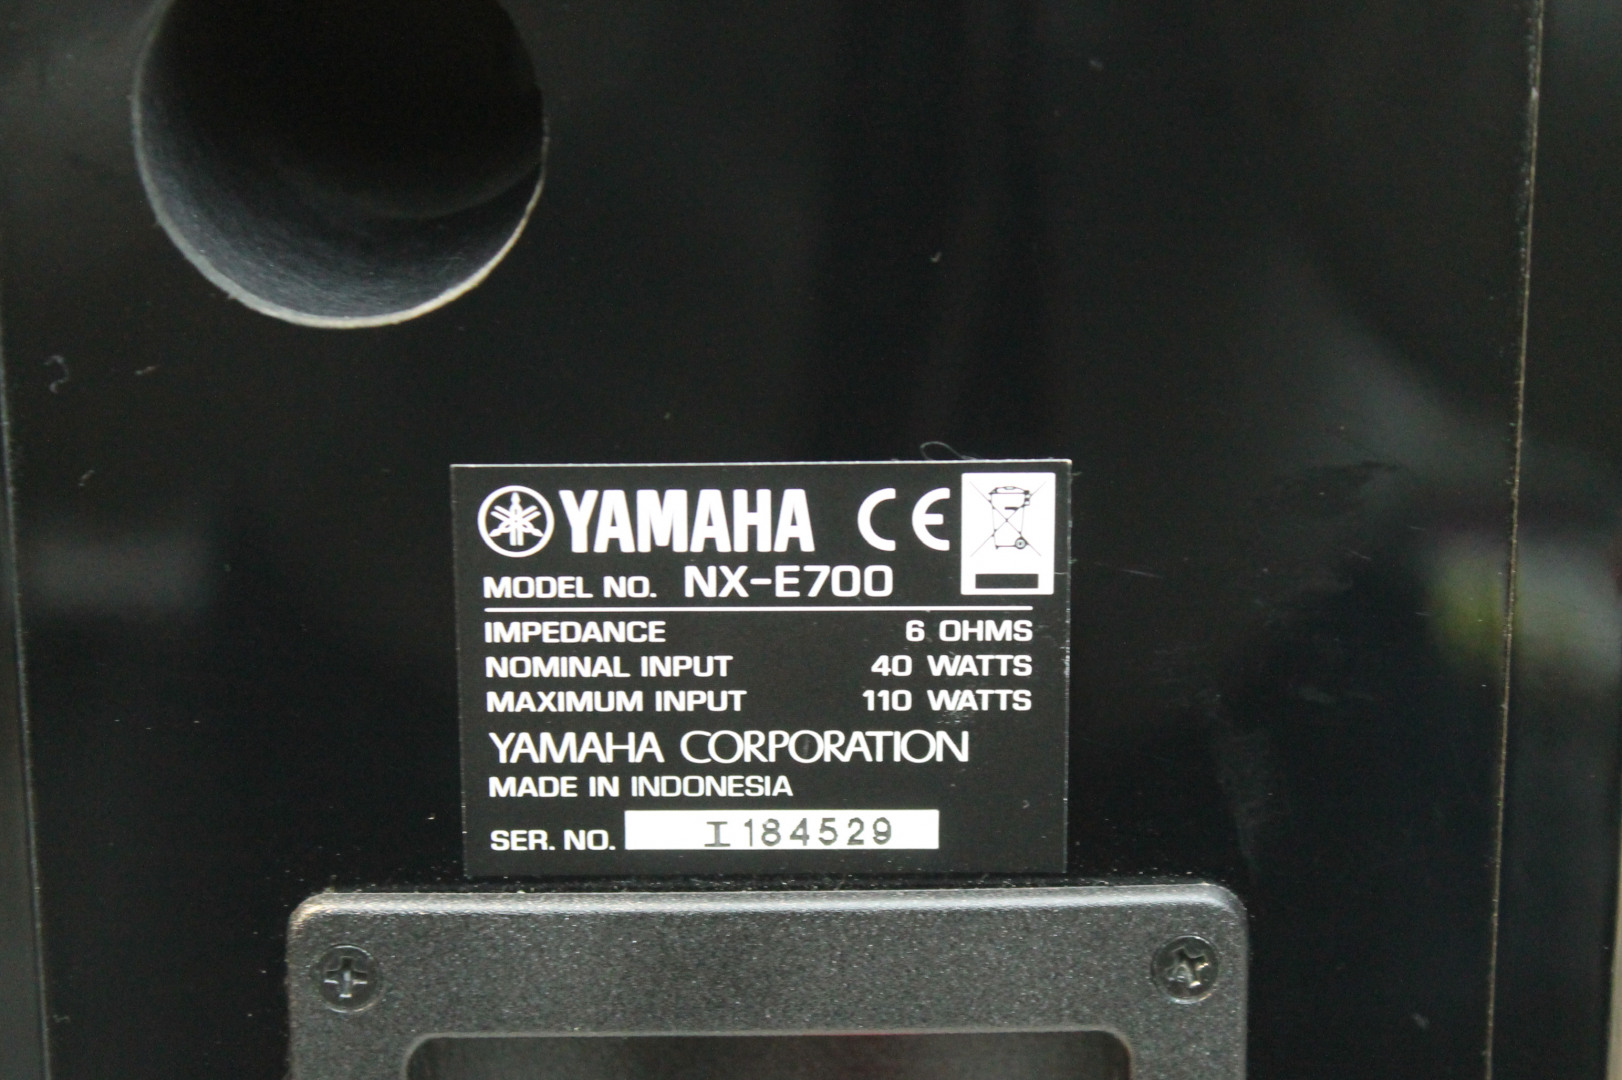 YAMAHA CE
MODEL NO. NX-E700
IMPEDANCE 6 OHMS
NOMINAL INPUT 40 WATTS
MAXIMUM INPUT 110 WATTS
YAMAHA CORPORATION
MADE IN INDONESIA
SER. NO. I184529